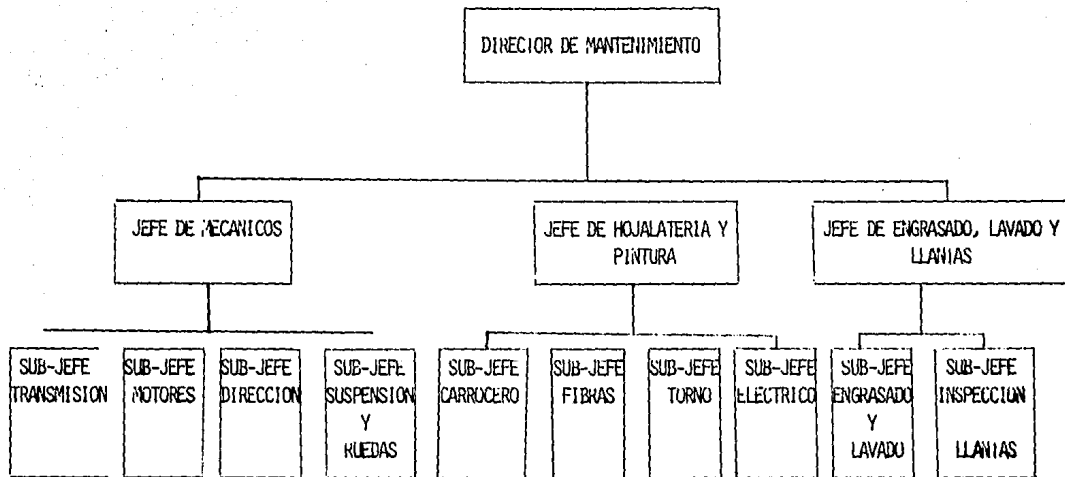 DIRECTOR DE MANTENIMIENTO
JEFE DE MECANICOS
JEFE DE HOJALATERIA Y
PINTURA
JEFE DE ENGRASADO, LAVADO Y
LLANTAS
SUB-JEFE
TRANSMISION
SUB-JEFE
MOTORES
SUB-JEFE
DIRECCION
SUB-JEFE
SUSPENSION
Y
RUEDAS
SUB-JEFE
CARROCERO
SUB-JEFE
FIBRAS
SUB-JEFE
TORNO
SUB-JEFE
ELECTRICO
SUB-JEFE
ENGRASADO
Y
LAVADO
SUB-JEFE
INSPECCION
LLANTAS